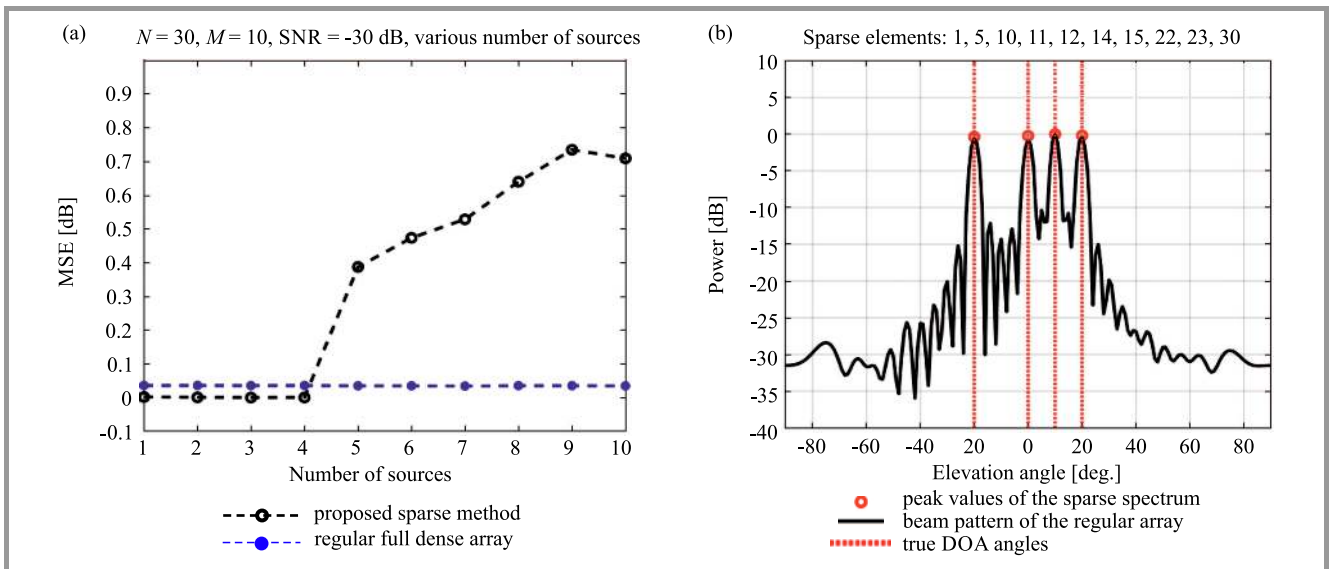 (a)
N = 30, M = 10, SNR = -30 dB, various number of sources
0.9
0.8
0.7
0.6
0.5
0.4
0.3
0.2
0.1
0
-0.1
MSE [dB]
1 2 3 4 5 6 7 8 9 10
Number of sources
proposed sparse method
regular full dense array
(b)
Sparse elements: 1, 5, 10, 11, 12, 14, 15, 22, 23, 30
10
5
0
-5
-10
-15
-20
-25
-30
-35
-40
Power [dB]
-80 -60 -40 -20 0 20 40 60 80
Elevation angle [deg.]
peak values of the sparse spectrum
beam pattern of the regular array
true DOA angles